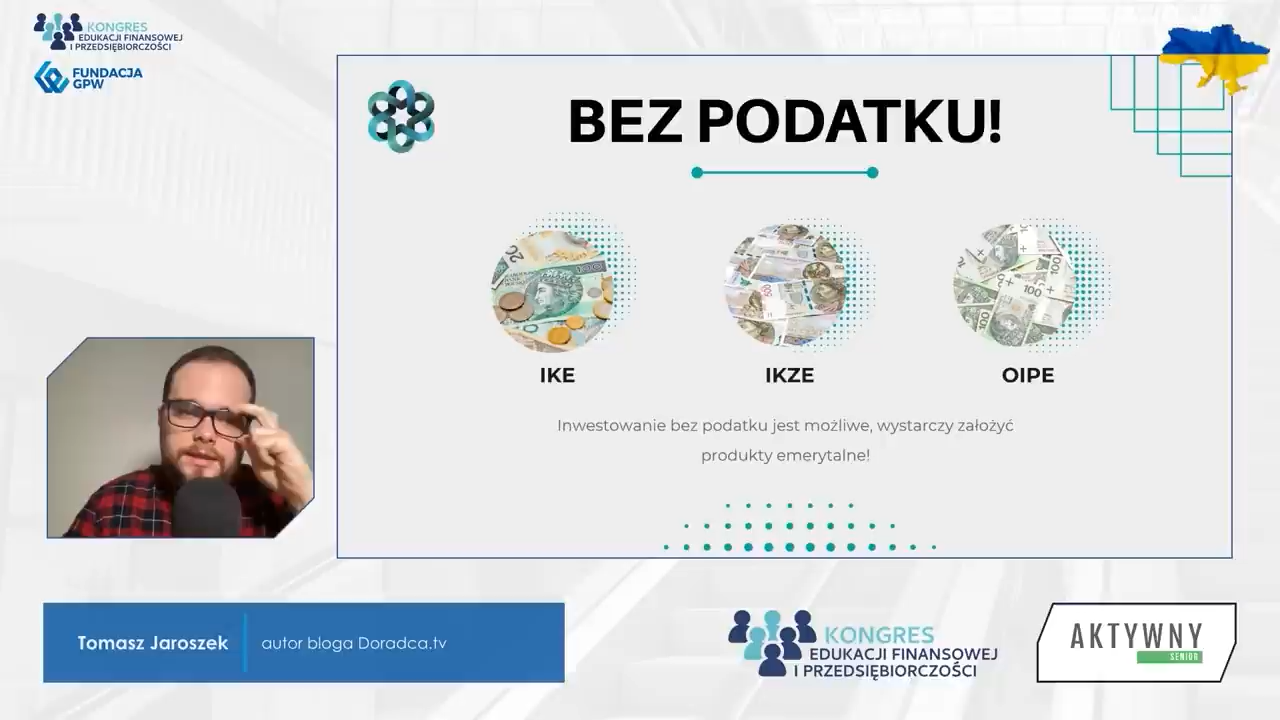 KONGRES
EDUKACJI FINANSOWEJ
I PRZEDSIĘBIORCZOŚCI
FUNDACJA
GPW
BEZ PODATKU!
IKE
IKZE
OIPE
Inwestowanie bez podatku jest możliwe, wystarczy założyć
produkty emerytalne!
Tomasz Jaroszek
autor bloga Doradca.tv
KONGRES
EDUKACJI FINANSOWEJ
I PRZEDSIĘBIORCZOŚCI
AKTYWNY
SENIOR